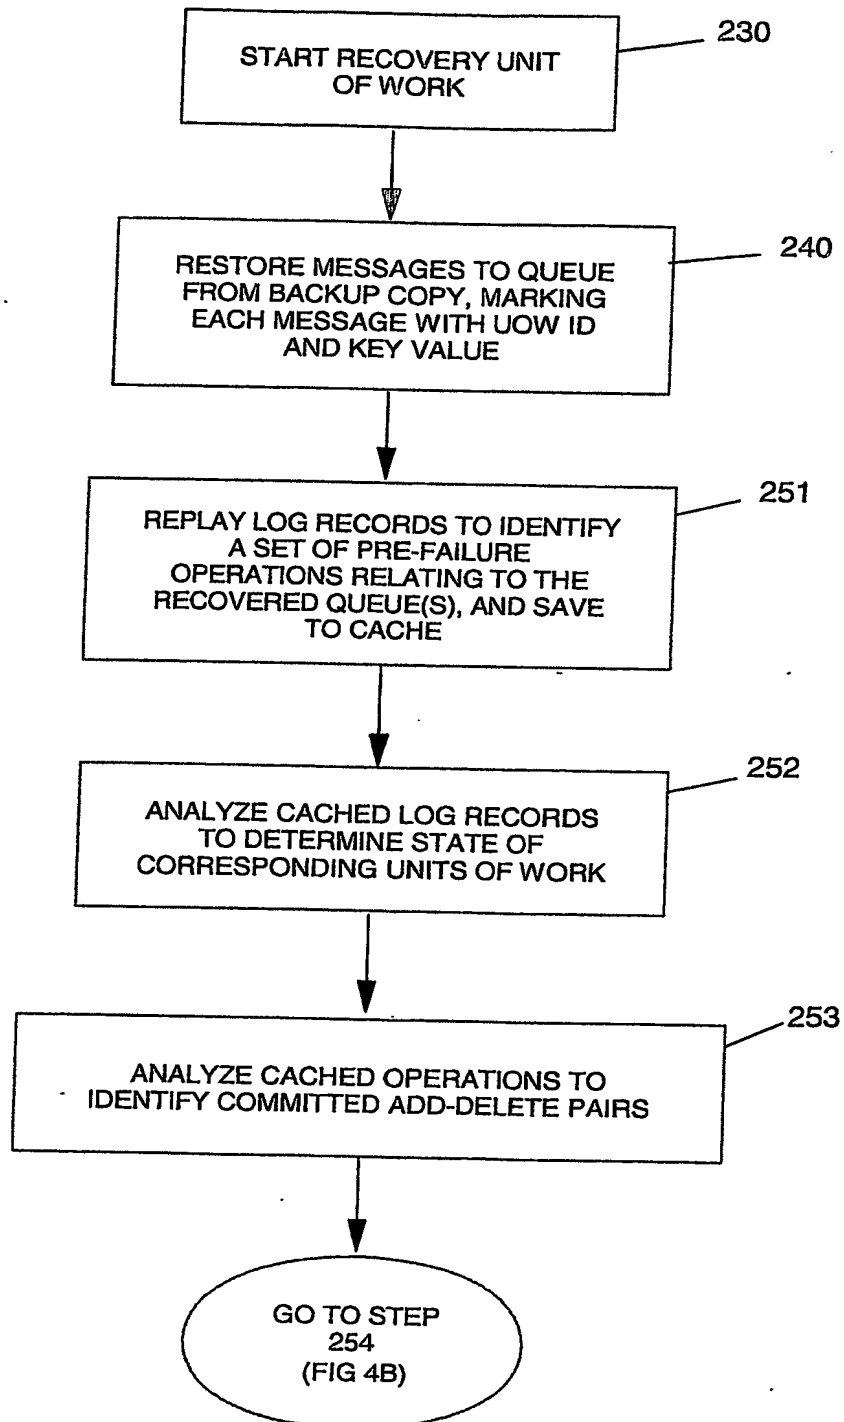 230
START RECOVERY UNIT
OF WORK
240
RESTORE MESSAGES TO QUEUE
FROM BACKUP COPY, MARKING
EACH MESSAGE WITH UOW ID
AND KEY VALUE
251
REPLAY LOG RECORDS TO IDENTIFY
A SET OF PRE-FAILURE
OPERATIONS RELATING TO THE
RECOVERED QUEUE(S), AND SAVE
TO CACHE
252
ANALYZE CACHED LOG RECORDS
TO DETERMINE STATE OF
CORRESPONDING UNITS OF WORK
253
ANALYZE CACHED OPERATIONS TO
IDENTIFY COMMITTED ADD-DELETE PAIRS
GO TO STEP
254
(FIG 4B)